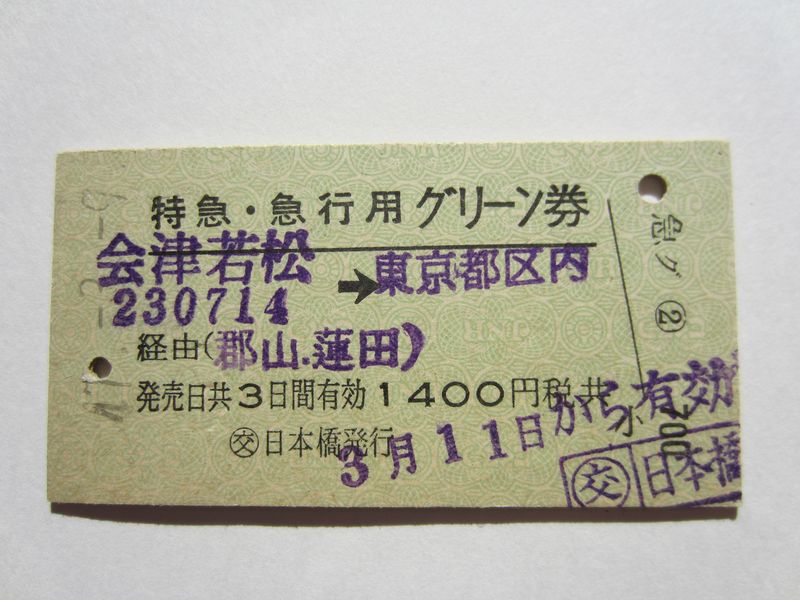 特急・急行用グリーン券
会津若松 → 東京都区内
230714
経由(郡山.蓮田)
発売日共3日間有効 1400円税共
3月11日から有効
㊋日本橋発行
交 日本橋
急グ②
小 700